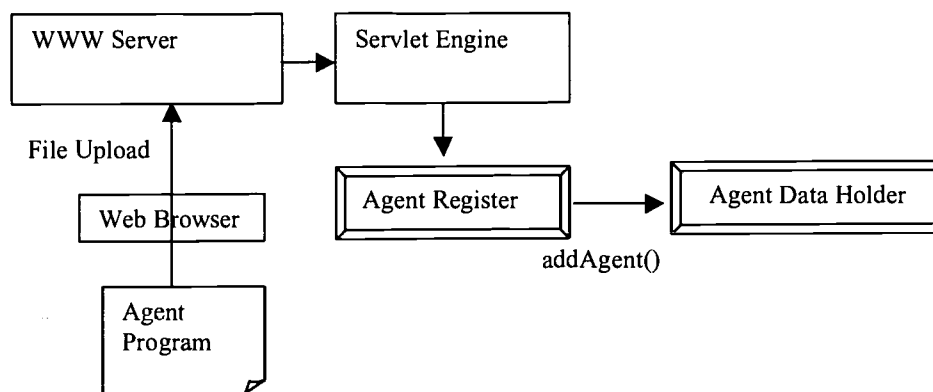 WWW Server
Servlet Engine
File Upload
Agent Register
Agent Data Holder
Web Browser
addAgent()
Agent
Program